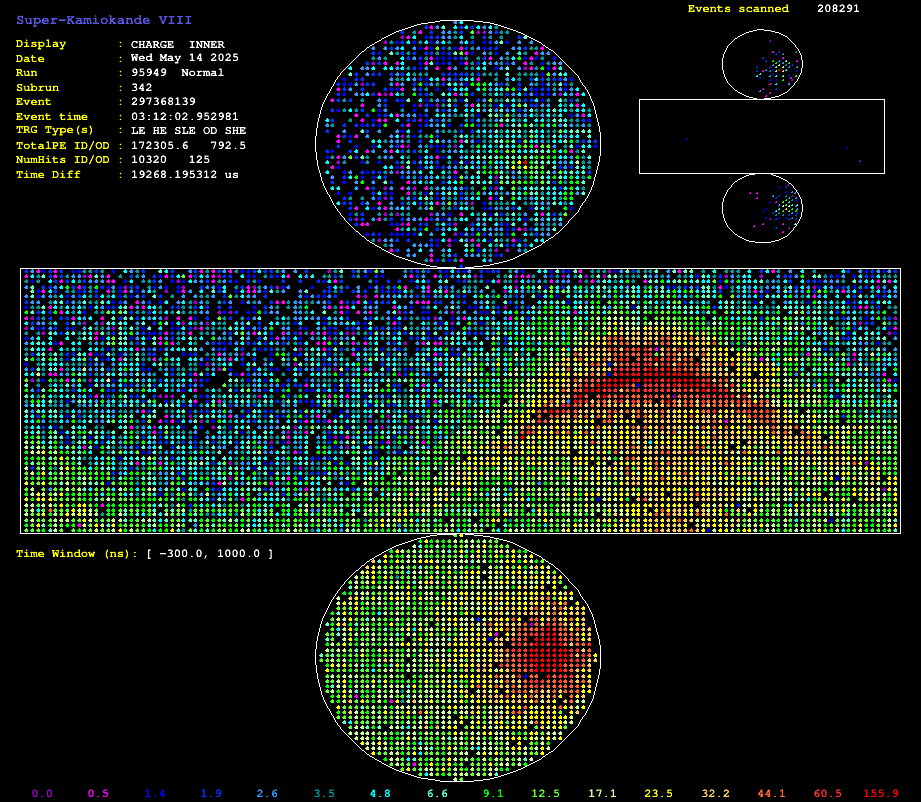 Super-Kamiokande VIII
Events scanned 208291
Display : CHARGE INNER
Date : Wed May 14 2025
Run : 95949 Normal
Subrun : 342
Event : 297368139
Event time : 03:12:02.952981
TRG Type(s) : LE HE SLE OD SHE
TotalPE ID/OD : 172305.6 792.5
NumHits ID/OD : 10320 125
Time Diff : 19268.195312 us
Time Window (ns): [ −300.0, 1000.0 ]
0.0 0.5 1.4 1.9 2.6 3.5 4.8 6.6 9.1 12.5 17.1 23.5 32.2 44.1 60.5 155.9